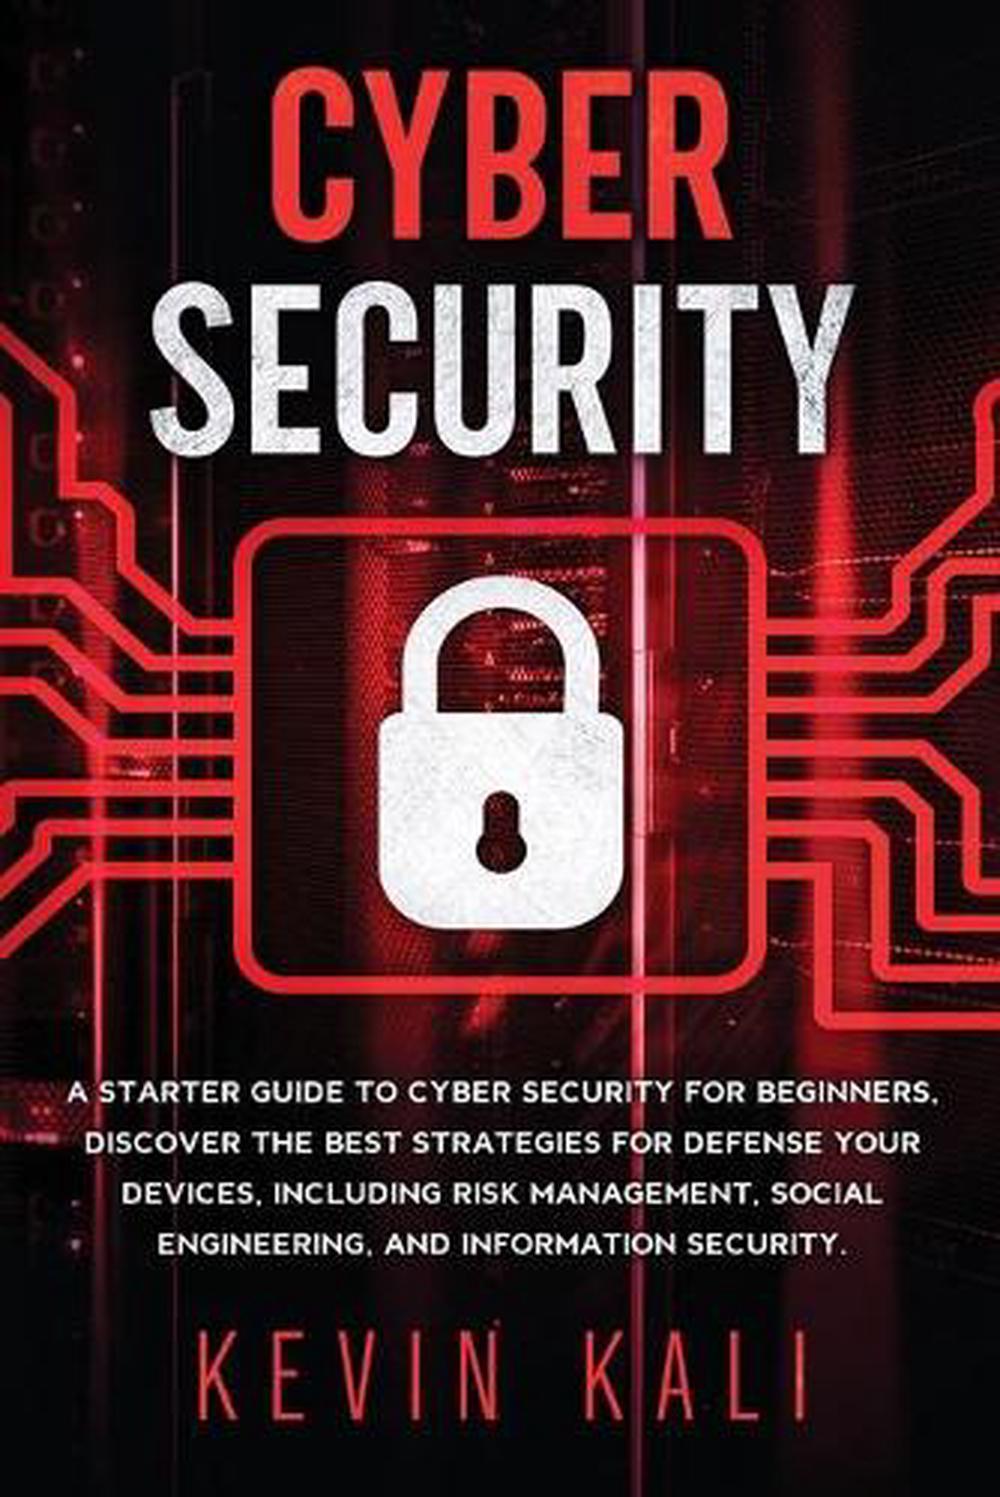 CYBER
SECURITY
A STARTER GUIDE TO CYBER SECURITY FOR BEGINNERS,
DISCOVER THE BEST STRATEGIES FOR DEFENSE YOUR
DEVICES, INCLUDING RISK MANAGEMENT, SOCIAL
ENGINEERING, AND INFORMATION SECURITY.
KEVIN KALI